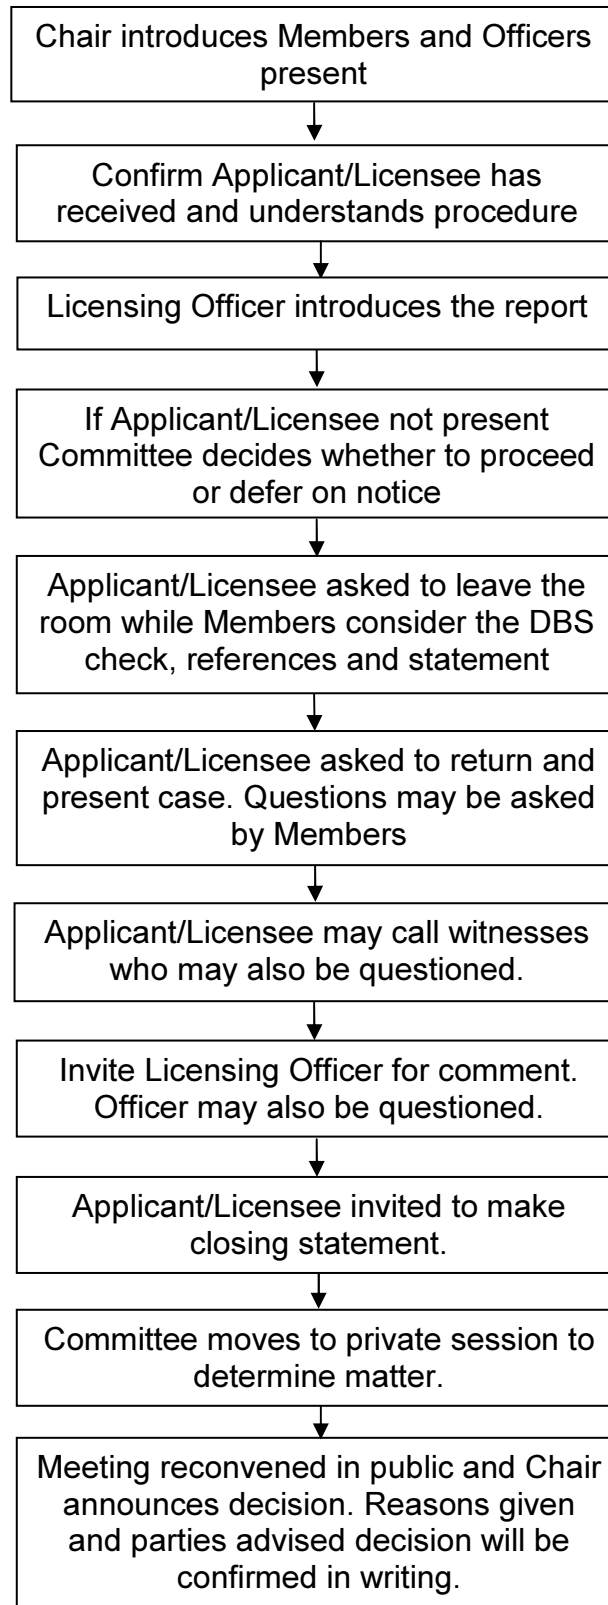 Chair introduces Members and Officers
present
Confirm Applicant/Licensee has
received and understands procedure
Licensing Officer introduces the report
If Applicant/Licensee not present
Committee decides whether to proceed
or defer on notice
Applicant/Licensee asked to leave the
room while Members consider the DBS
check, references and statement
Applicant/Licensee asked to return and
present case. Questions may be asked
by Members
Applicant/Licensee may call witnesses
who may also be questioned.
Invite Licensing Officer for comment.
Officer may also be questioned.
Applicant/Licensee invited to make
closing statement.
Committee moves to private session to
determine matter.
Meeting reconvened in public and Chair
announces decision. Reasons given
and parties advised decision will be
confirmed in writing.